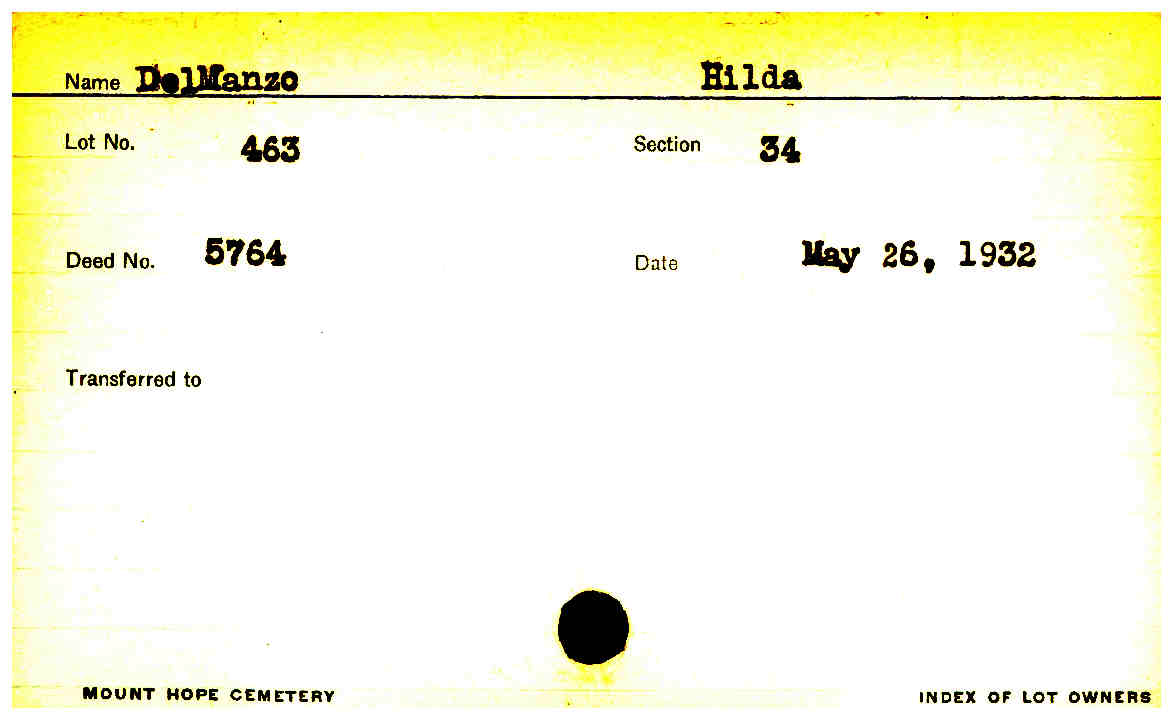 Name DelManzo Hilda
Lot No. 463 Section 34
Deed No. 5764 Date May 26, 1932
Transferred to
MOUNT HOPE CEMETERY INDEX OF LOT OWNERS